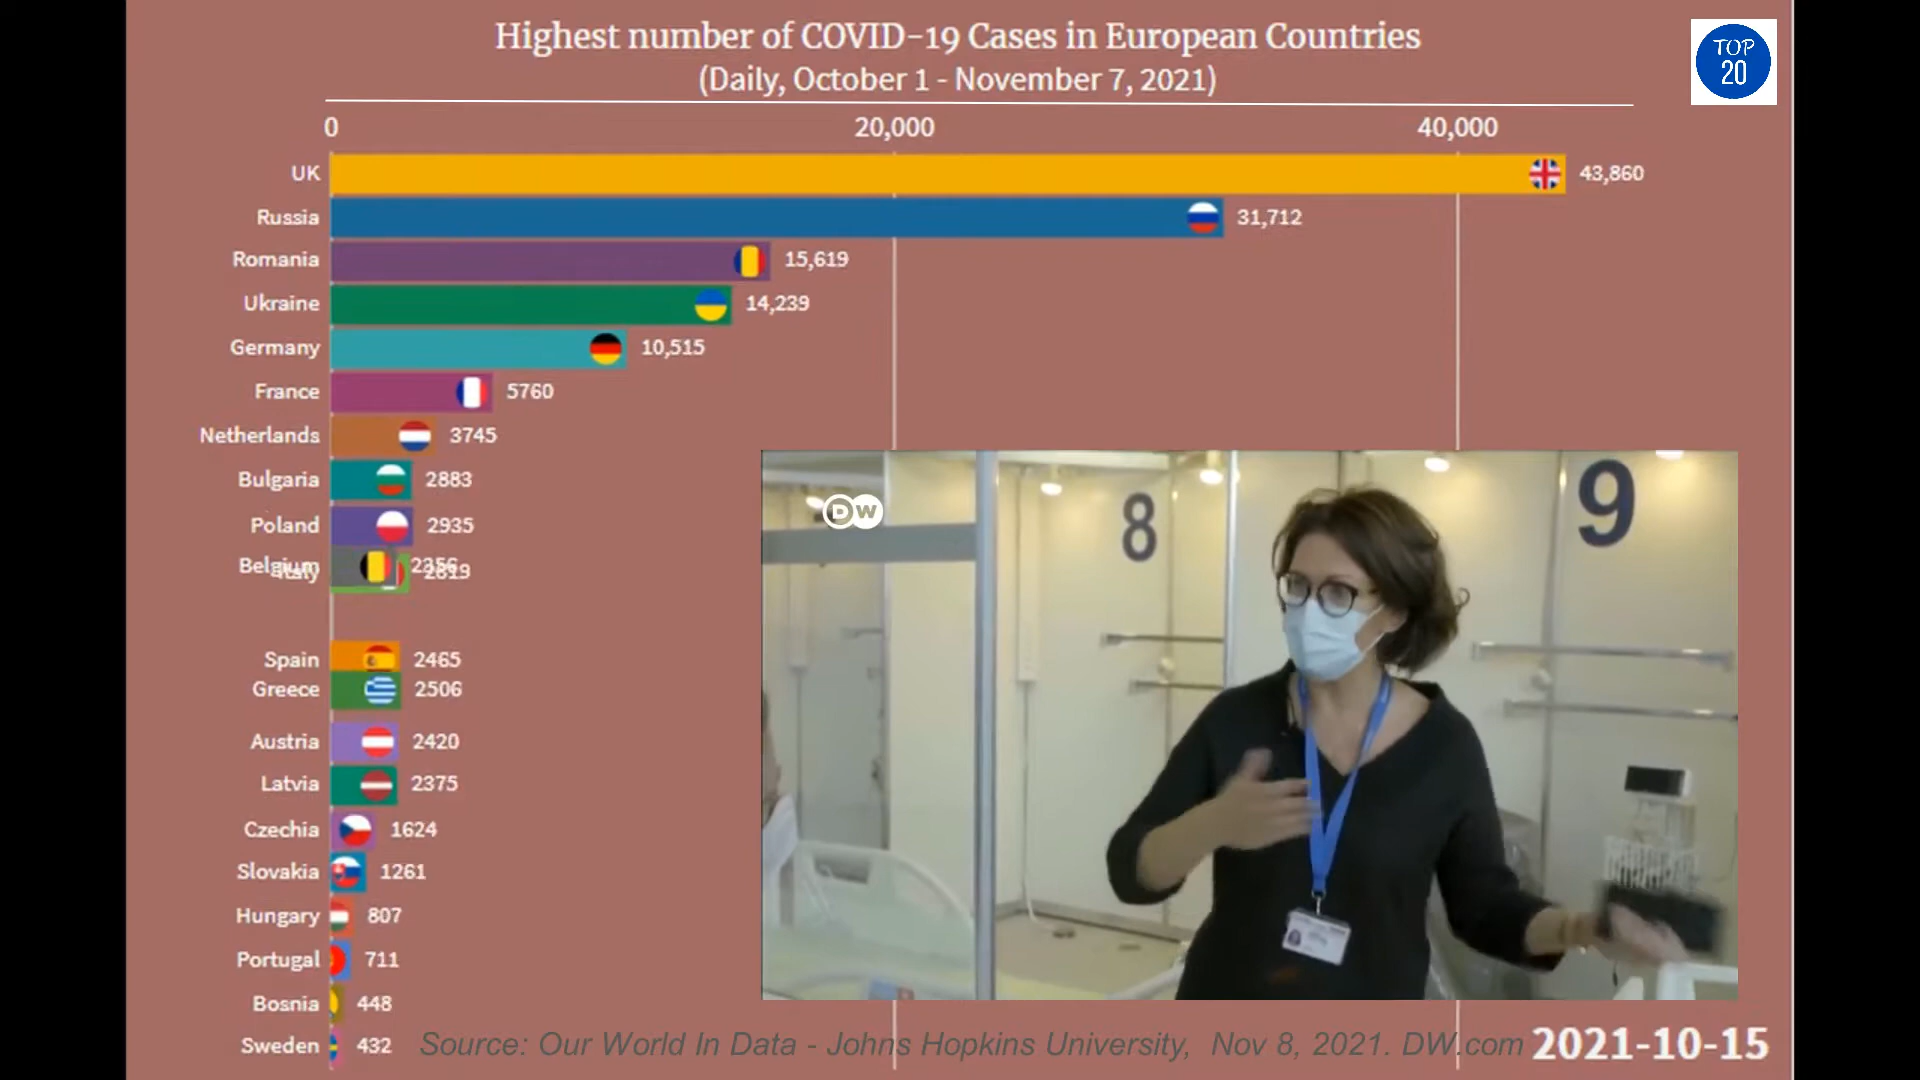 Highest number of COVID-19 Cases in European Countries
(Daily, October 1 - November 7, 2021)
TOP
20
0 20,000 40,000
UK 43,860
Russia 31,712
Romania 15,619
Ukraine 14,239
Germany 10,515
France 5760
Netherlands 3745
Bulgaria 2883
Poland 2935
Belgium 2356
Italy 2619
Spain 2465
Greece 2506
Austria 2420
Latvia 2375
Czechia 1624
Slovakia 1261
Hungary 807
Portugal 711
Bosnia 448
Sweden 432
DW
8
9
Source: Our World In Data - Johns Hopkins University, Nov 8, 2021. DW.com
2021-10-15